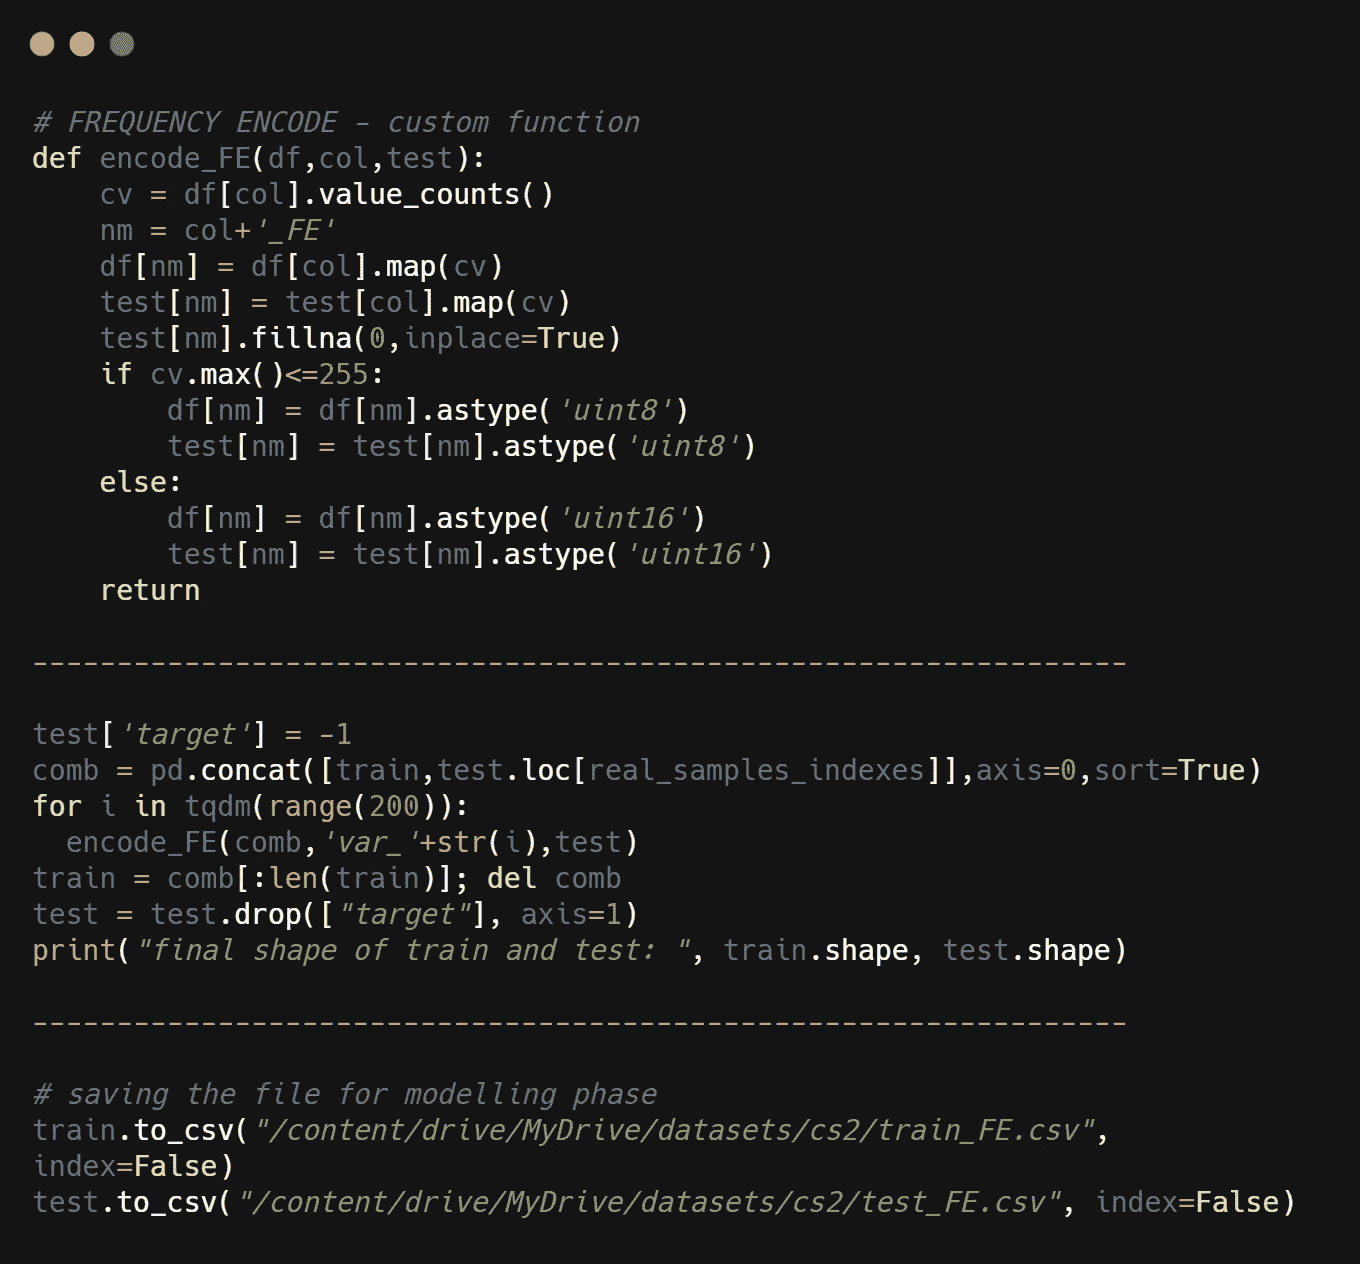 # FREQUENCY ENCODE - custom function
def encode_FE(df,col,test):
    cv = df[col].value_counts()
    nm = col+'_FE'
    df[nm] = df[col].map(cv)
    test[nm] = test[col].map(cv)
    test[nm].fillna(0,inplace=True)
    if cv.max()<=255:
        df[nm] = df[nm].astype('uint8')
        test[nm] = test[nm].astype('uint8')
    else:
        df[nm] = df[nm].astype('uint16')
        test[nm] = test[nm].astype('uint16')
    return
-----------------------------------------------------------------
test['target'] = -1
comb = pd.concat([train,test.loc[real_samples_indexes]],axis=0,sort=True)
for i in tqdm(range(200)):
  encode_FE(comb,'var_'+str(i),test)
train = comb[:len(train)]; del comb
test = test.drop(["target"], axis=1)
print("final shape of train and test: ", train.shape, test.shape)
-----------------------------------------------------------------
# saving the file for modelling phase
train.to_csv("/content/drive/MyDrive/datasets/cs2/train_FE.csv",
index=False)
test.to_csv("/content/drive/MyDrive/datasets/cs2/test_FE.csv", index=False)